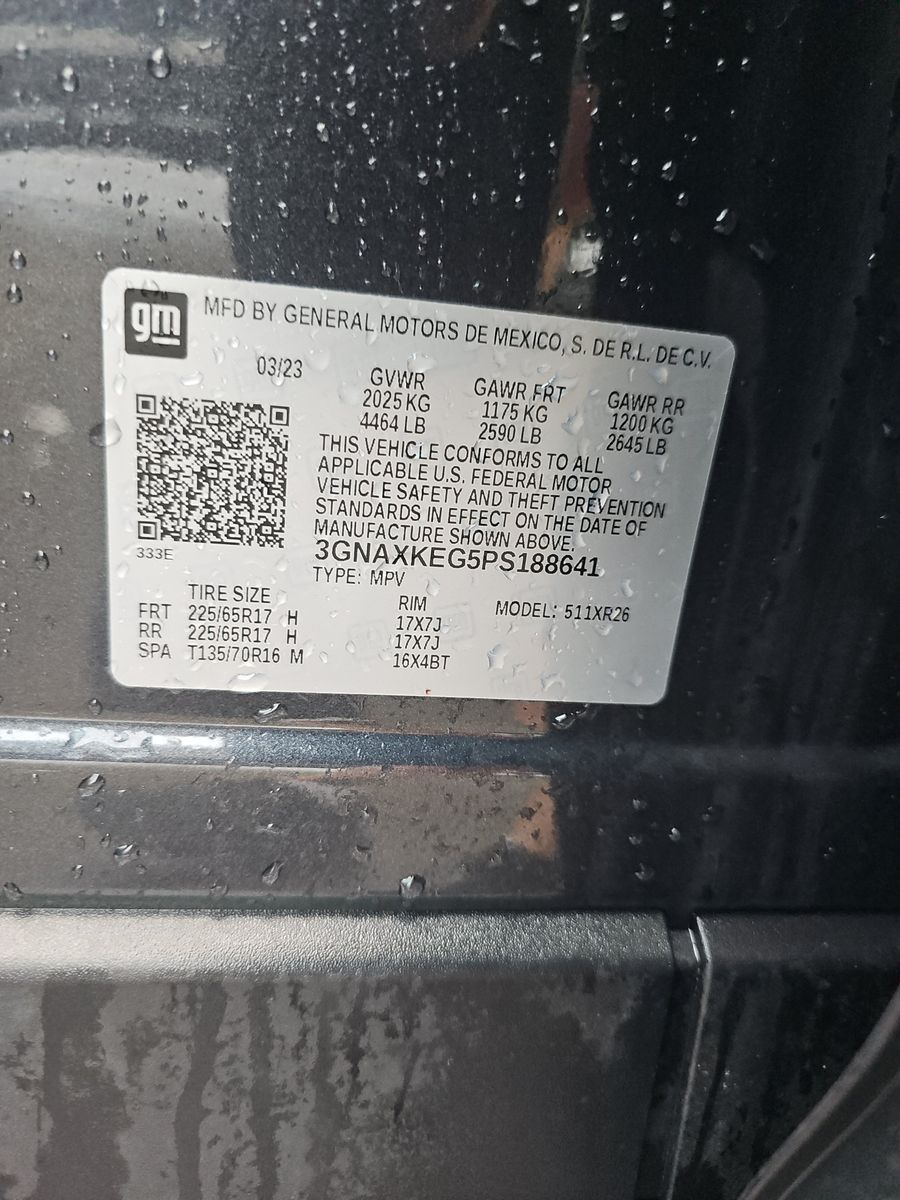 gm
MFD BY GENERAL MOTORS DE MEXICO, S. DE R.L. DE C.V.
03/23
GVWR GAWR FRT GAWR RR
2025 KG 1175 KG 1200 KG
4464 LB 2590 LB 2645 LB
THIS VEHICLE CONFORMS TO ALL
APPLICABLE U.S. FEDERAL MOTOR
VEHICLE SAFETY AND THEFT PREVENTION
STANDARDS IN EFFECT ON THE DATE OF
MANUFACTURE SHOWN ABOVE.
333E
3GNAXKEG5PS188641
TYPE: MPV
TIRE SIZE RIM MODEL: 511XR26
FRT 225/65R17 H 17X7J
RR 225/65R17 H 17X7J
SPA T135/70R16 M 16X4BT